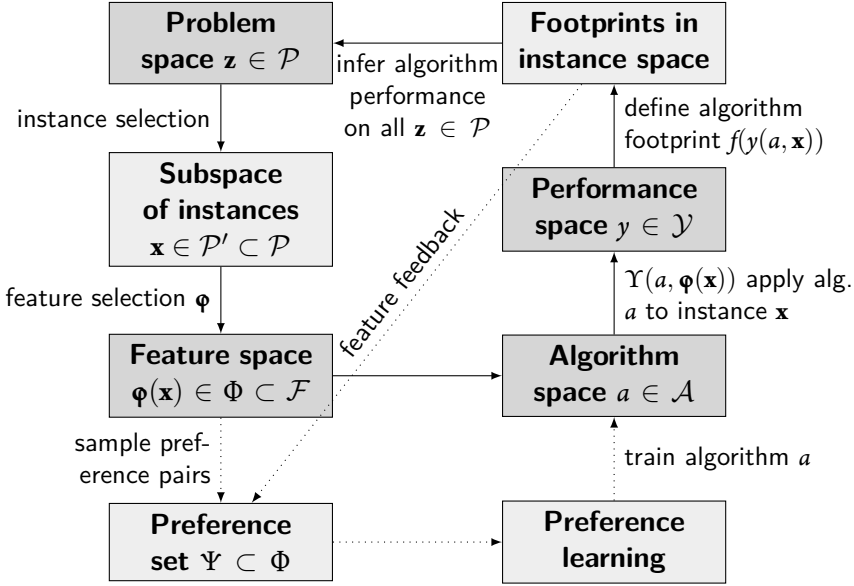 Problem
space 𝐳 ∈ 𝒫
Footprints in
instance space
infer algorithm
performance
on all 𝐳 ∈ 𝒫
instance selection
define algorithm
footprint f(y(a, 𝐱))
Subspace
of instances
𝐱 ∈ 𝒫′ ⊂ 𝒫
Performance
space y ∈ 𝒴
feature feedback
feature selection 𝛗
ϒ(a, 𝛗(𝐱)) apply alg.
a to instance 𝐱
Feature space
𝛗(𝐱) ∈ Φ ⊂ ℱ
Algorithm
space a ∈ 𝒜
sample pref-
erence pairs
train algorithm a
Preference
set Ψ ⊂ Φ
Preference
learning